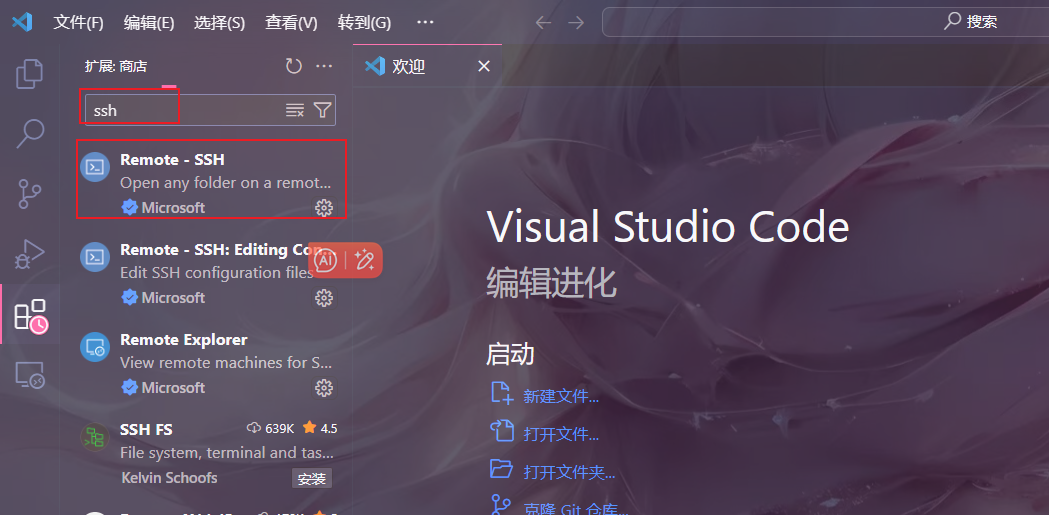 文件(F) 编辑(E) 选择(S) 查看(V) 转到(G) ··· 搜索
扩展: 商店
欢迎
ssh
Remote - SSH
Open any folder on a remot...
Microsoft
Remote - SSH: Editing Con...
Edit SSH configuration files
Microsoft
Remote Explorer
View remote machines for S...
Microsoft
SSH FS 639K 4.5
File system, terminal and tas...
Kelvin Schoofs 安装
AI
Visual Studio Code
编辑进化
启动
新建文件...
打开文件...
打开文件夹...
克隆 Git 仓库...